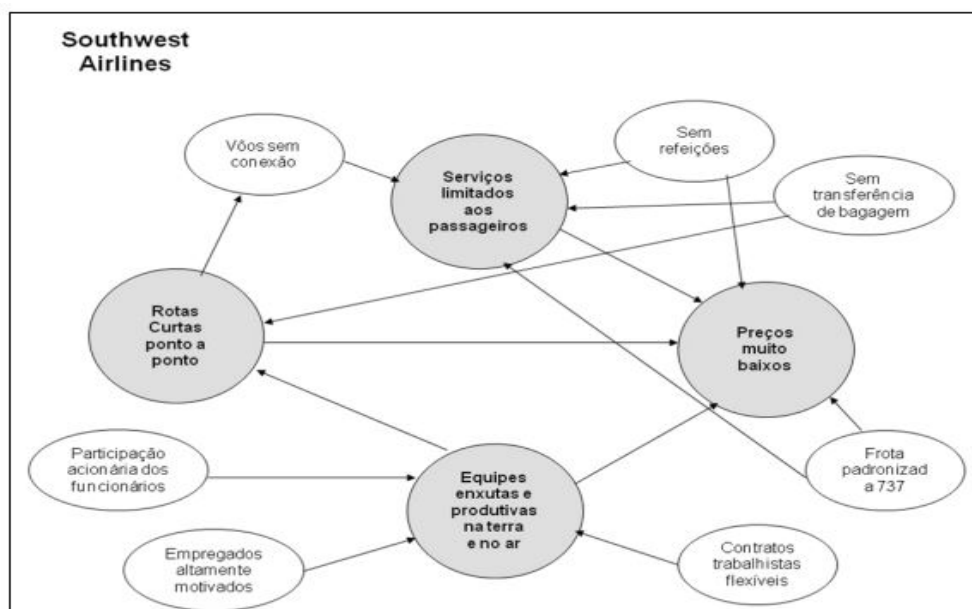 Southwest
Airlines
Vôos sem
conexão
Serviços
limitados
aos
passageiros
Sem
refeições
Sem
transferência
de bagagem
Rotas
Curtas
ponto a
ponto
Preços
muito
baixos
Participação
acionária dos
funcionários
Equipes
enxutas e
produtivas
na terra
e no ar
Frota
padronizad
a 737
Empregados
altamente
motivados
Contratos
trabalhistas
flexíveis